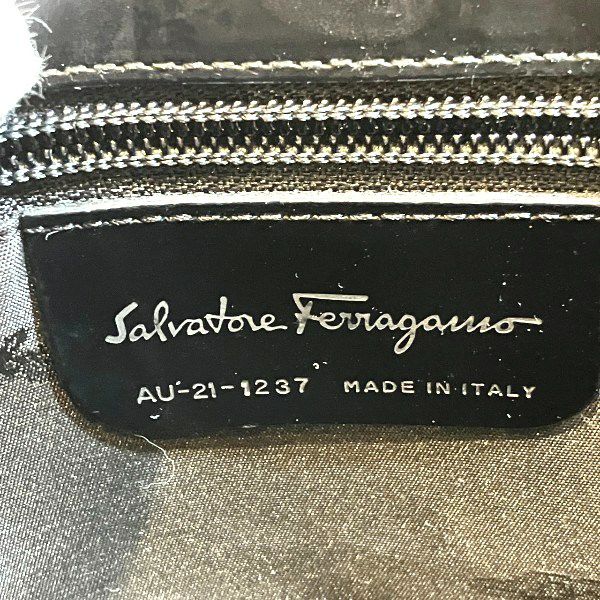 Salvatore Ferragamo
AU-21-1237 MADE IN ITALY